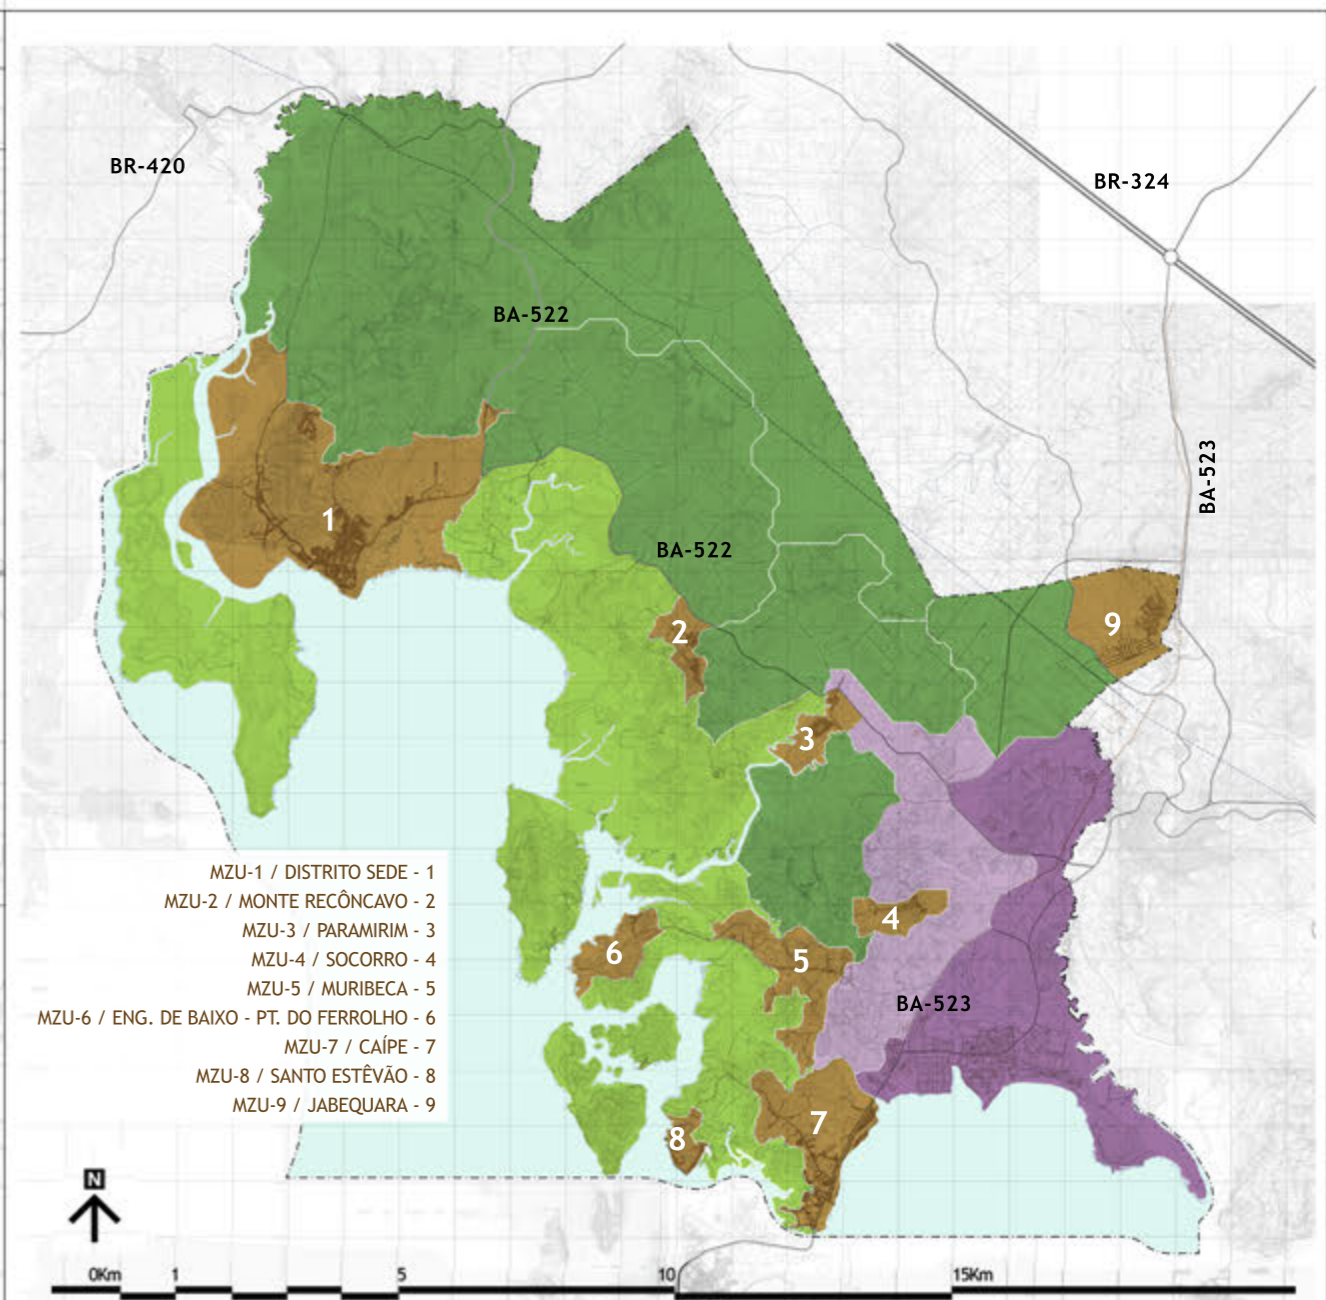 BR-420
BR-324
BA-522
BA-523
1
BA-522
2
9
3
MZU-1 / DISTRITO SEDE - 1
MZU-2 / MONTE RECÔNCAVO - 2
MZU-3 / PARAMIRIM - 3
MZU-4 / SOCORRO - 4
MZU-5 / MURIBECA - 5
MZU-6 / ENG. DE BAIXO - PT. DO FERROLHO - 6
MZU-7 / CAÍPE - 7
MZU-8 / SANTO ESTÊVÃO - 8
MZU-9 / JABEQUARA - 9
4
6
5
BA-523
7
8
N
0Km 1 5 10 15Km